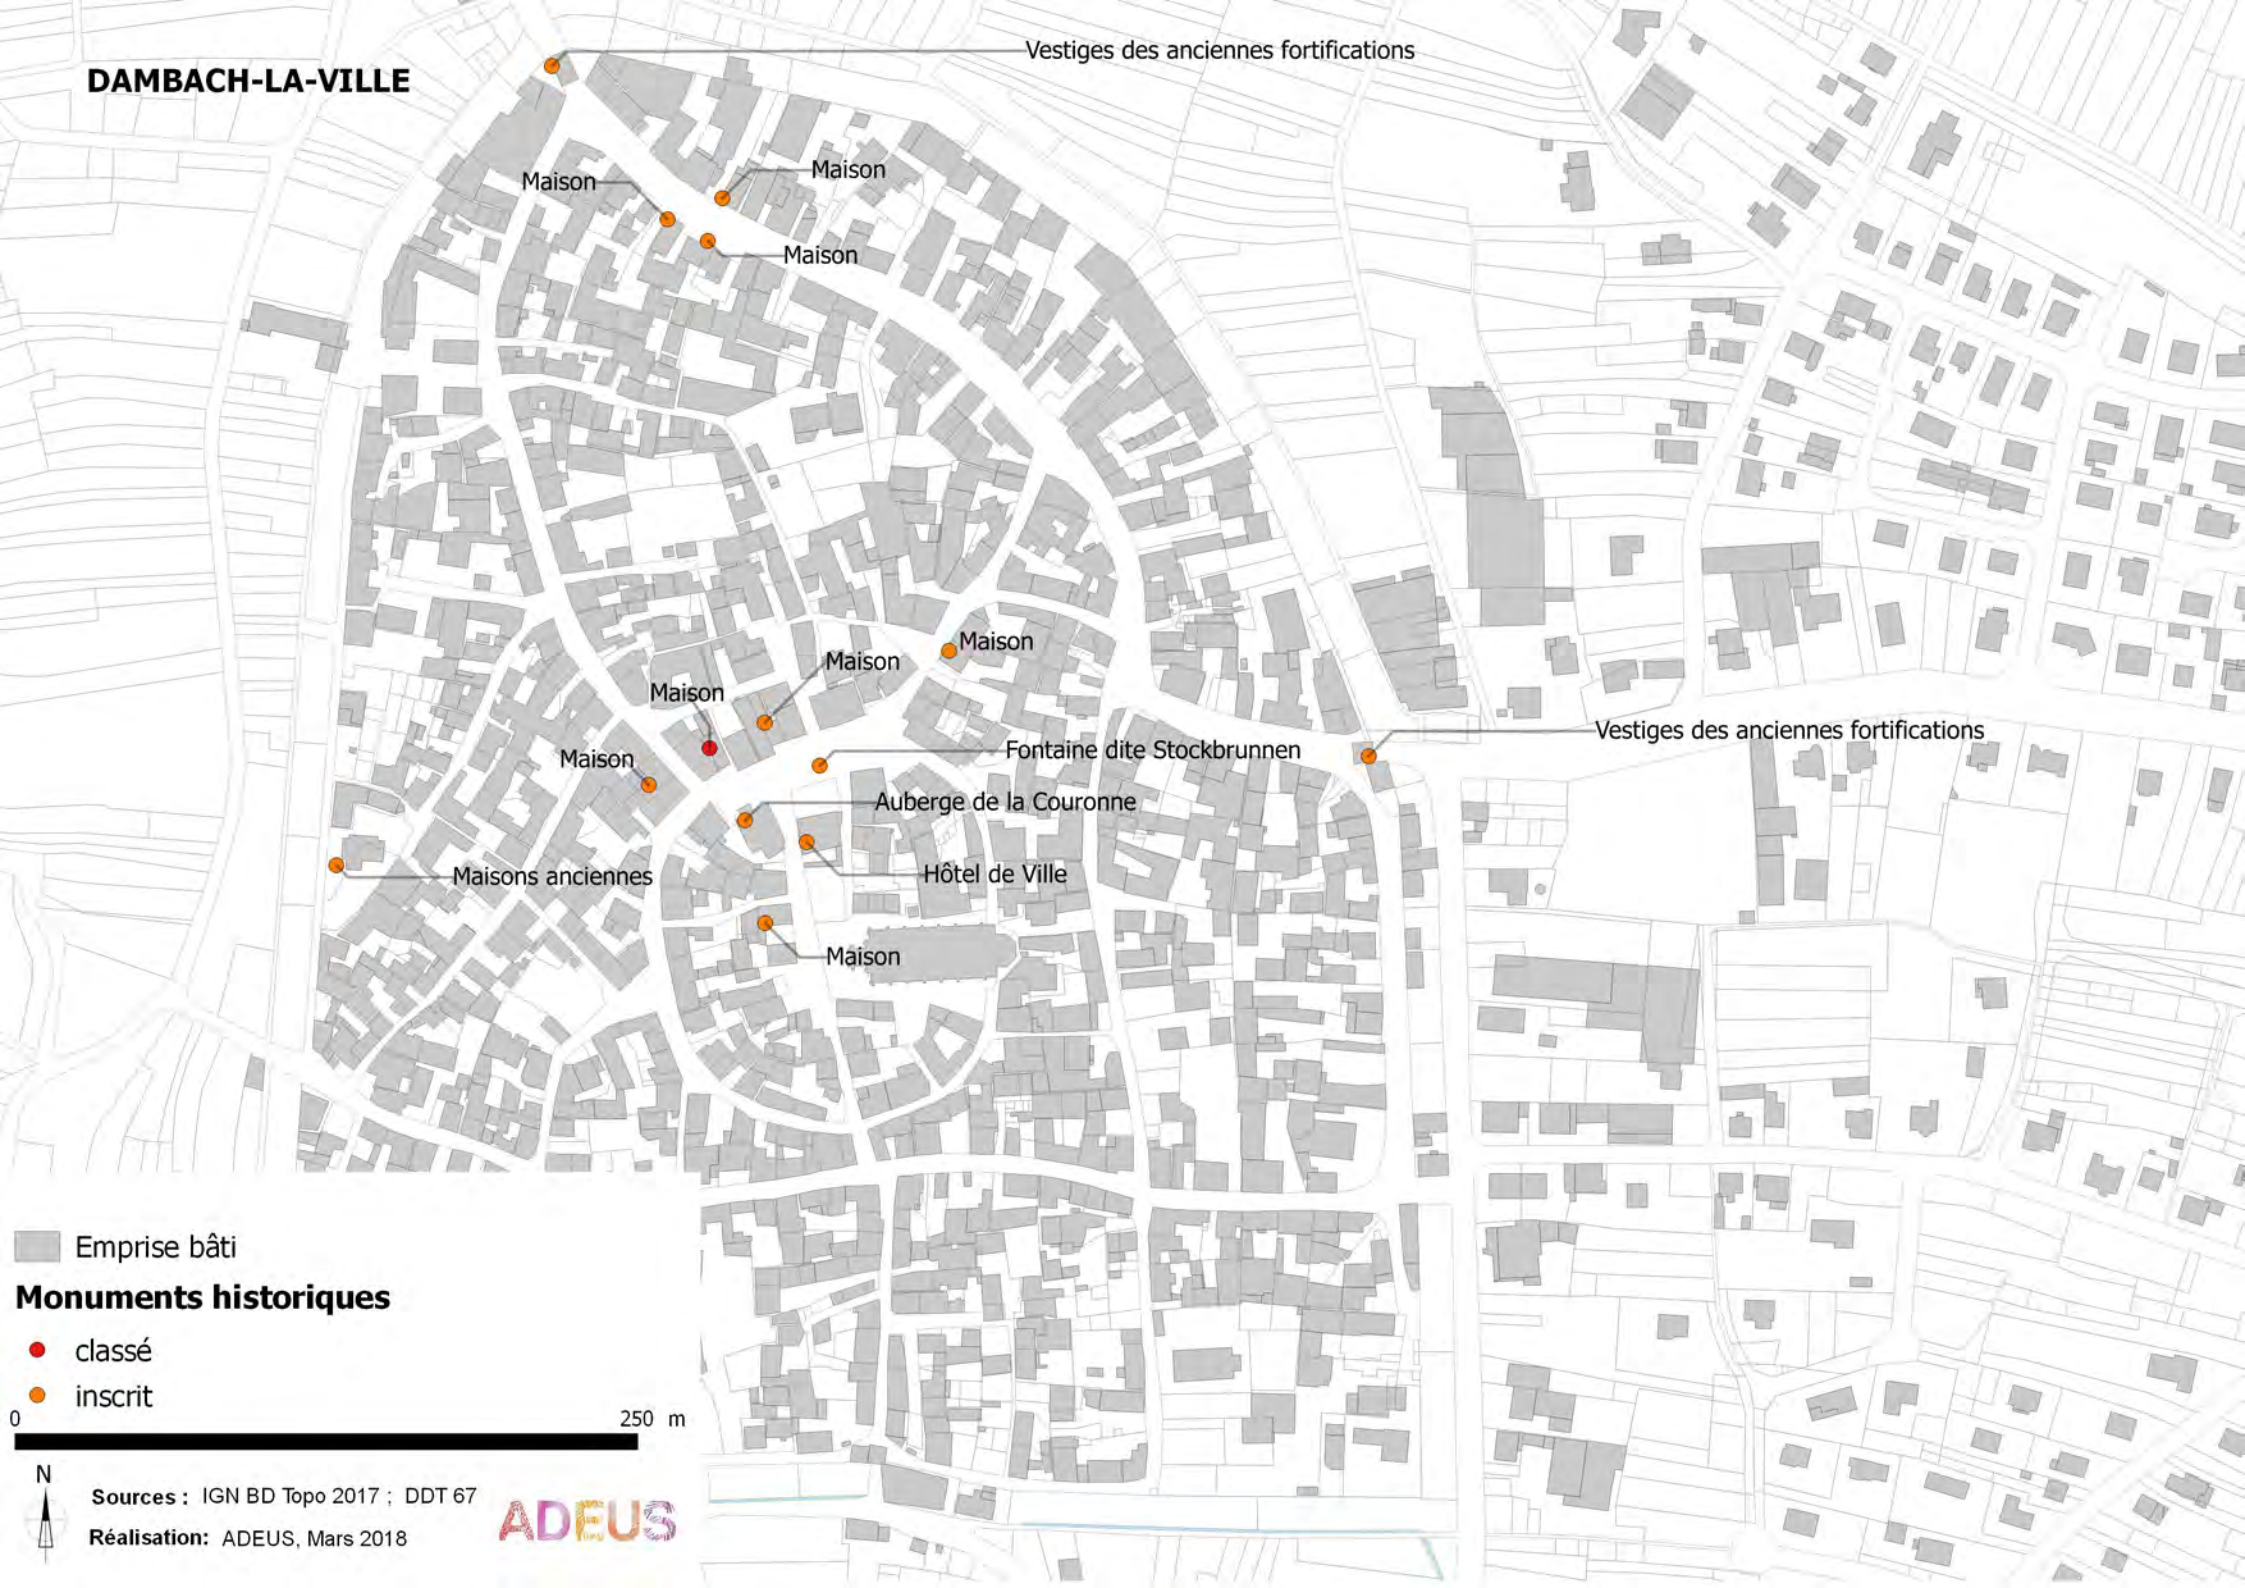 Vestiges des anciennes fortifications
DAMBACH-LA-VILLE
Maison
Maison
Maison
Maison
Maison
Maison
Vestiges des anciennes fortifications
Fontaine dite Stockbrunnen
Maison
Auberge de la Couronne
Hôtel de Ville
Maisons anciennes
Maison
Emprise bâti
Monuments historiques
classé
inscrit
0 250 m
N
Sources : IGN BD Topo 2017 ; DDT 67
Réalisation: ADEUS, Mars 2018
ADEUS